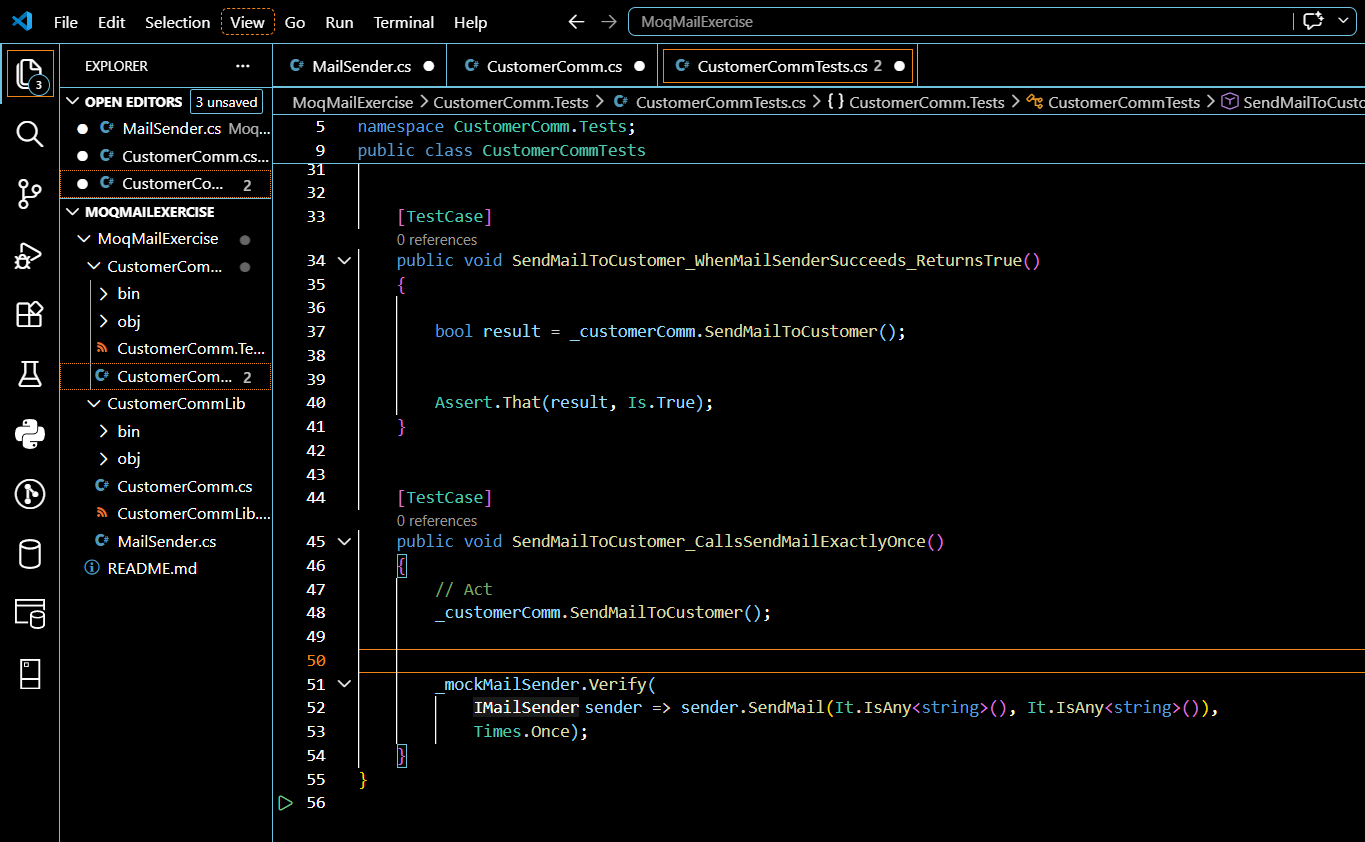 File Edit Selection View Go Run Terminal Help MoqMailExercise
3 EXPLORER ··· C# MailSender.cs C# CustomerComm.cs C# CustomerCommTests.cs 2
OPEN EDITORS 3 unsaved
C# MailSender.cs Moq...
C# CustomerComm.cs...
C# CustomerCo... 2
MOQMAILEXERCISE
MoqMailExercise
CustomerCom...
bin
obj
CustomerComm.Te...
C# CustomerCom... 2
CustomerCommLib
bin
obj
C# CustomerComm.cs
CustomerCommLib....
C# MailSender.cs
README.md
MoqMailExercise > CustomerComm.Tests > C# CustomerCommTests.cs > {} CustomerComm.Tests > CustomerCommTests > SendMailToCusto
5 namespace CustomerComm.Tests;
9 public class CustomerCommTests
31
32
33 [TestCase]
0 references
34 public void SendMailToCustomer_WhenMailSenderSucceeds_ReturnsTrue()
35 {
36
37 bool result = _customerComm.SendMailToCustomer();
38
39
40 Assert.That(result, Is.True);
41 }
42
43
44 [TestCase]
0 references
45 public void SendMailToCustomer_CallsSendMailExactlyOnce()
46 {
47 // Act
48 _customerComm.SendMailToCustomer();
49
50
51 _mockMailSender.Verify(
52 IMailSender sender => sender.SendMail(It.IsAny<string>(), It.IsAny<string>()),
53 Times.Once);
54 }
55 }
56